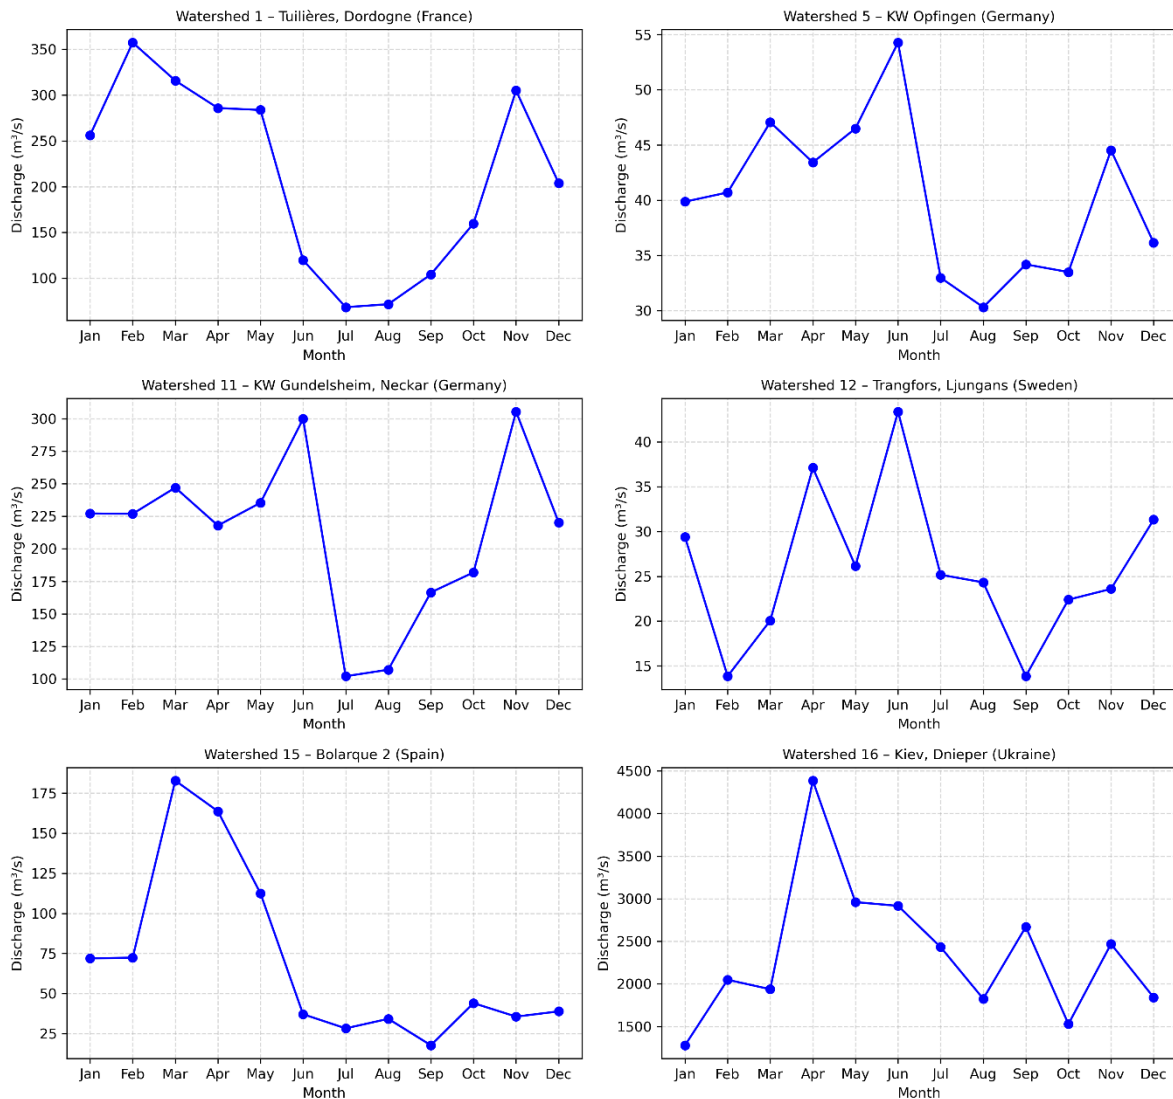 Watershed 1 – Tuilières, Dordogne (France)
Discharge (m³/s)
350
300
250
200
150
100
Jan Feb Mar Apr May Jun Jul Aug Sep Oct Nov Dec
Month
Watershed 5 – KW Opfingen (Germany)
Discharge (m³/s)
55
50
45
40
35
30
Jan Feb Mar Apr May Jun Jul Aug Sep Oct Nov Dec
Month
Watershed 11 – KW Gundelsheim, Neckar (Germany)
Discharge (m³/s)
300
275
250
225
200
175
150
125
100
Jan Feb Mar Apr May Jun Jul Aug Sep Oct Nov Dec
Month
Watershed 12 – Trangfors, Ljungans (Sweden)
Discharge (m³/s)
40
35
30
25
20
15
Jan Feb Mar Apr May Jun Jul Aug Sep Oct Nov Dec
Month
Watershed 15 – Bolarque 2 (Spain)
Discharge (m³/s)
175
150
125
100
75
50
25
Jan Feb Mar Apr May Jun Jul Aug Sep Oct Nov Dec
Month
Watershed 16 – Kiev, Dnieper (Ukraine)
Discharge (m³/s)
4500
4000
3500
3000
2500
2000
1500
Jan Feb Mar Apr May Jun Jul Aug Sep Oct Nov Dec
Month